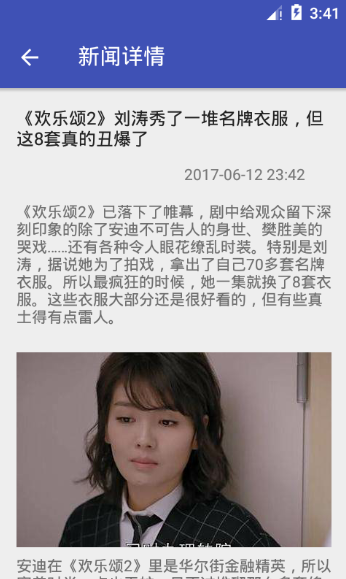 3:41
新闻详情
《欢乐颂2》刘涛秀了一堆名牌衣服，但
这8套真的丑爆了
2017-06-12 23:42
《欢乐颂2》已落下了帷幕，剧中给观众留下深
刻印象的除了安迪不可告人的身世、樊胜美的
哭戏......还有各种令人眼花缭乱时装。特别是刘
涛，据说她为了拍戏，拿出了自己70多套名牌
衣服。所以最疯狂的时候，她一集就换了8套衣
服。这些衣服大部分还是很好看的，但有些真
土得有点雷人。
安迪在《欢乐颂2》里是华尔街金融精英，所以